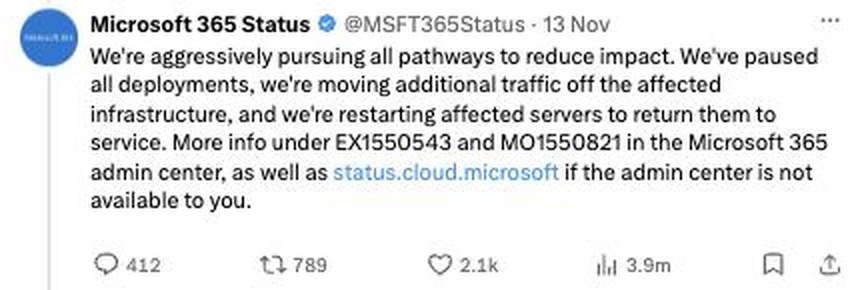 Microsoft 365 Status @MSFT365Status · 13 Nov
We're aggressively pursuing all pathways to reduce impact. We've paused
all deployments, we're moving additional traffic off the affected
infrastructure, and we're restarting affected servers to return them to
service. More info under EX1550543 and MO1550821 in the Microsoft 365
admin center, as well as status.cloud.microsoft if the admin center is not
available to you.
412 789 2.1k 3.9m